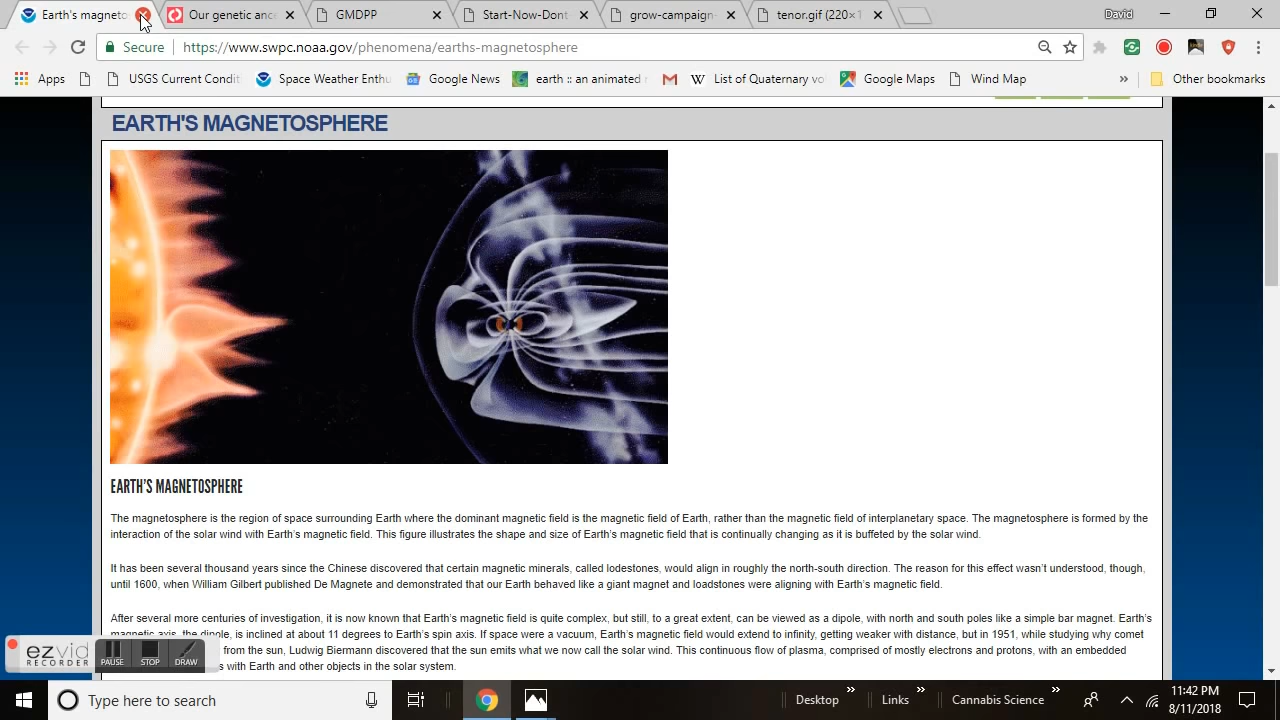 Earth's magneto
Our genetic anc
GMDPP
Start-Now-Dont
grow-campaign-
tenor.gif (220×1
David
Secure
https://www.swpc.noaa.gov/phenomena/earths-magnetosphere
Apps
USGS Current Condit
Space Weather Enthu
Google News
earth :: an animated
List of Quaternary vo
Google Maps
Wind Map
»
Other bookmarks
EARTH'S MAGNETOSPHERE
EARTH'S MAGNETOSPHERE
The magnetosphere is the region of space surrounding Earth where the dominant magnetic field is the magnetic field of Earth, rather than the magnetic field of interplanetary space. The magnetosphere is formed by the
interaction of the solar wind with Earth's magnetic field. This figure illustrates the shape and size of Earth's magnetic field that is continually changing as it is buffeted by the solar wind.
It has been several thousand years since the Chinese discovered that certain magnetic minerals, called lodestones, would align in roughly the north-south direction. The reason for this effect wasn't understood, though,
until 1600, when William Gilbert published De Magnete and demonstrated that our Earth behaved like a giant magnet and loadstones were aligning with Earth's magnetic field.
After several more centuries of investigation, it is now known that Earth's magnetic field is quite complex, but still, to a great extent, can be viewed as a dipole, with north and south poles like a simple bar magnet. Earth's
magnetic axis, the dipole, is inclined at about 11 degrees to Earth's spin axis. If space were a vacuum, Earth's magnetic field would extend to infinity, getting weaker with distance, but in 1951, while studying why comet
from the sun, Ludwig Biermann discovered that the sun emits what we now call the solar wind. This continuous flow of plasma, comprised of mostly electrons and protons, with an embedded
s with Earth and other objects in the solar system.
ezvid
RECORDER
PAUSE
STOP
DRAW
Type here to search
Desktop »
Links »
Cannabis Science »
11:42 PM
8/11/2018